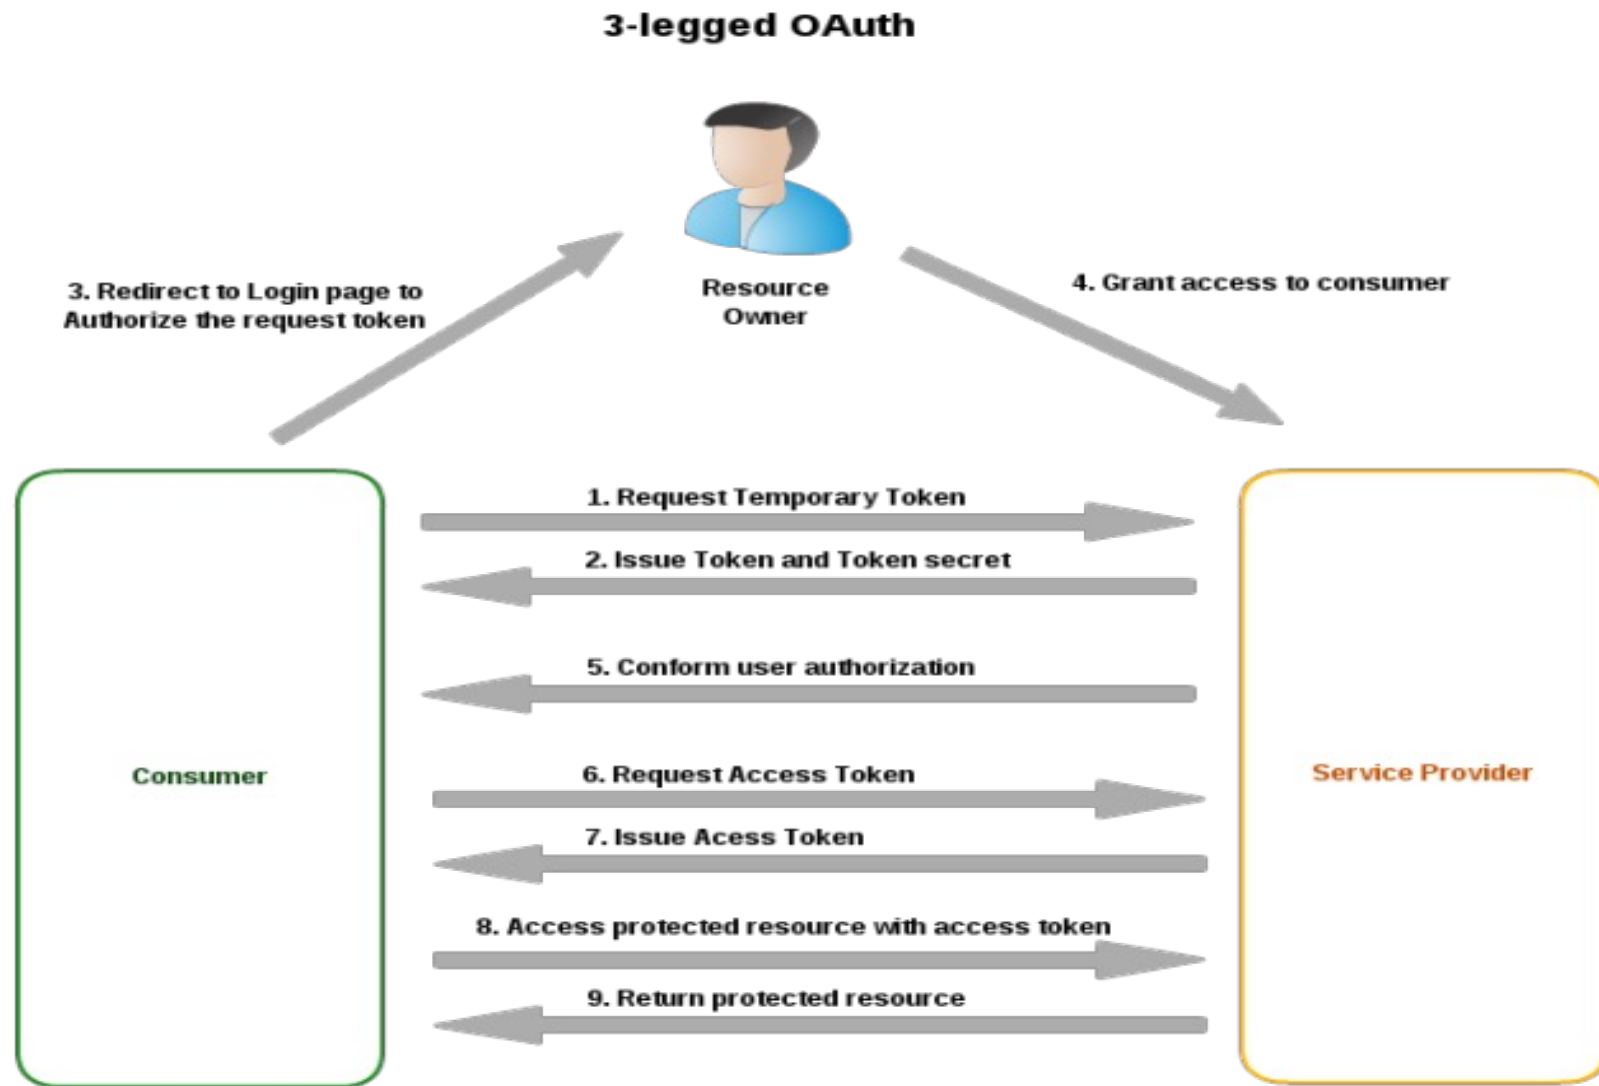 3-legged OAuth
3. Redirect to Login page to
Authorize the request token
Resource
Owner
4. Grant access to consumer
1. Request Temporary Token
2. Issue Token and Token secret
5. Conform user authorization
Consumer
6. Request Access Token
Service Provider
7. Issue Acess Token
8. Access protected resource with access token
9. Return protected resource